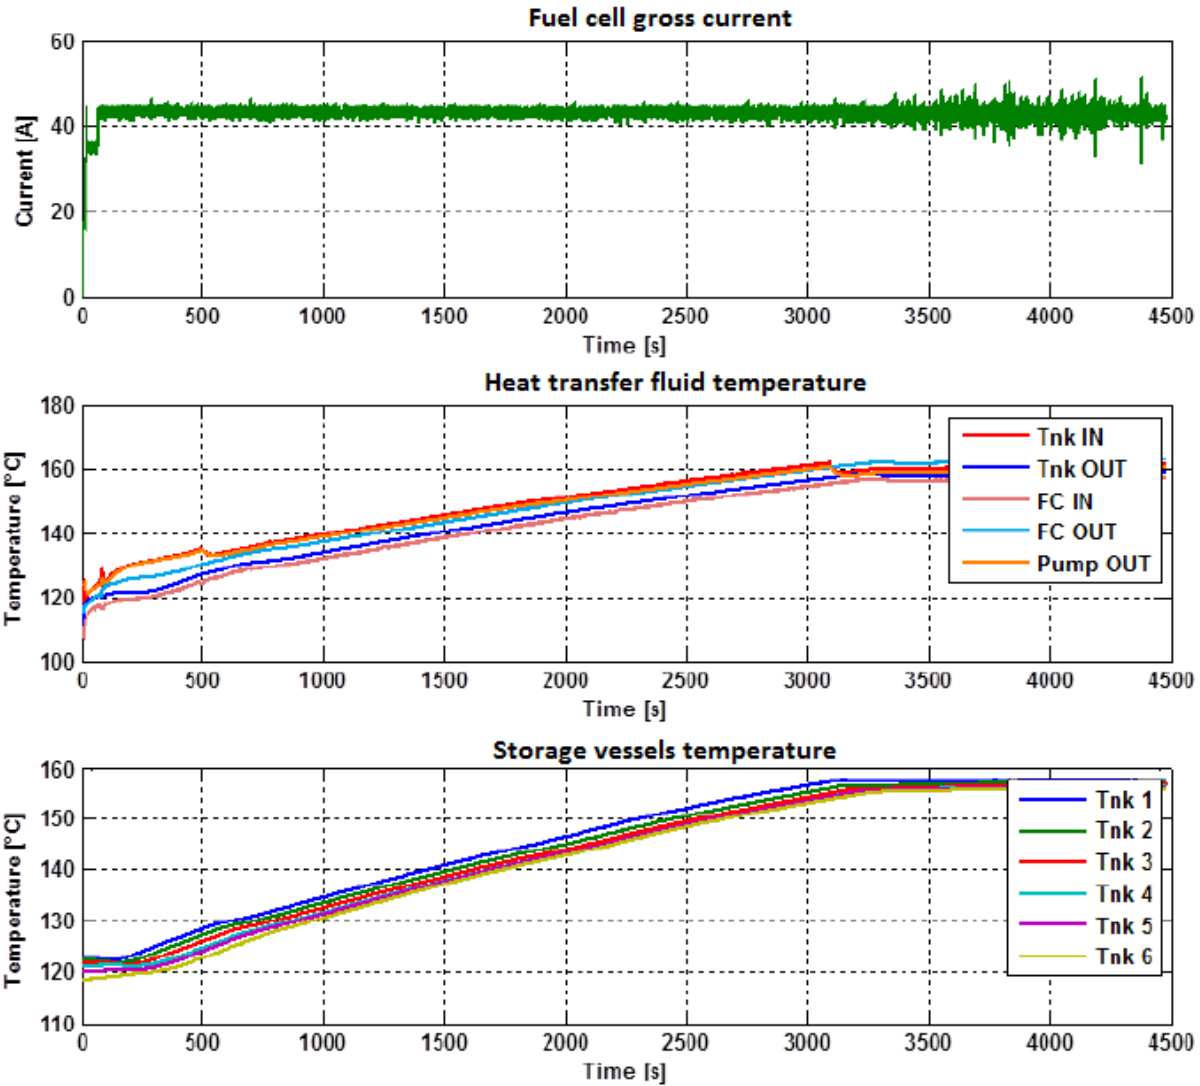 Fuel cell gross current
60
40
20
0
Current [A]
0 500 1000 1500 2000 2500 3000 3500 4000 4500
Time [s]
Heat transfer fluid temperature
180
160
140
120
100
Temperature [°C]
Tnk IN
Tnk OUT
FC IN
FC OUT
Pump OUT
0 500 1000 1500 2000 2500 3000 3500 4000 4500
Time [s]
Storage vessels temperature
160
150
140
130
120
110
Temperature [°C]
Tnk 1
Tnk 2
Tnk 3
Tnk 4
Tnk 5
Tnk 6
0 500 1000 1500 2000 2500 3000 3500 4000 4500
Time [s]